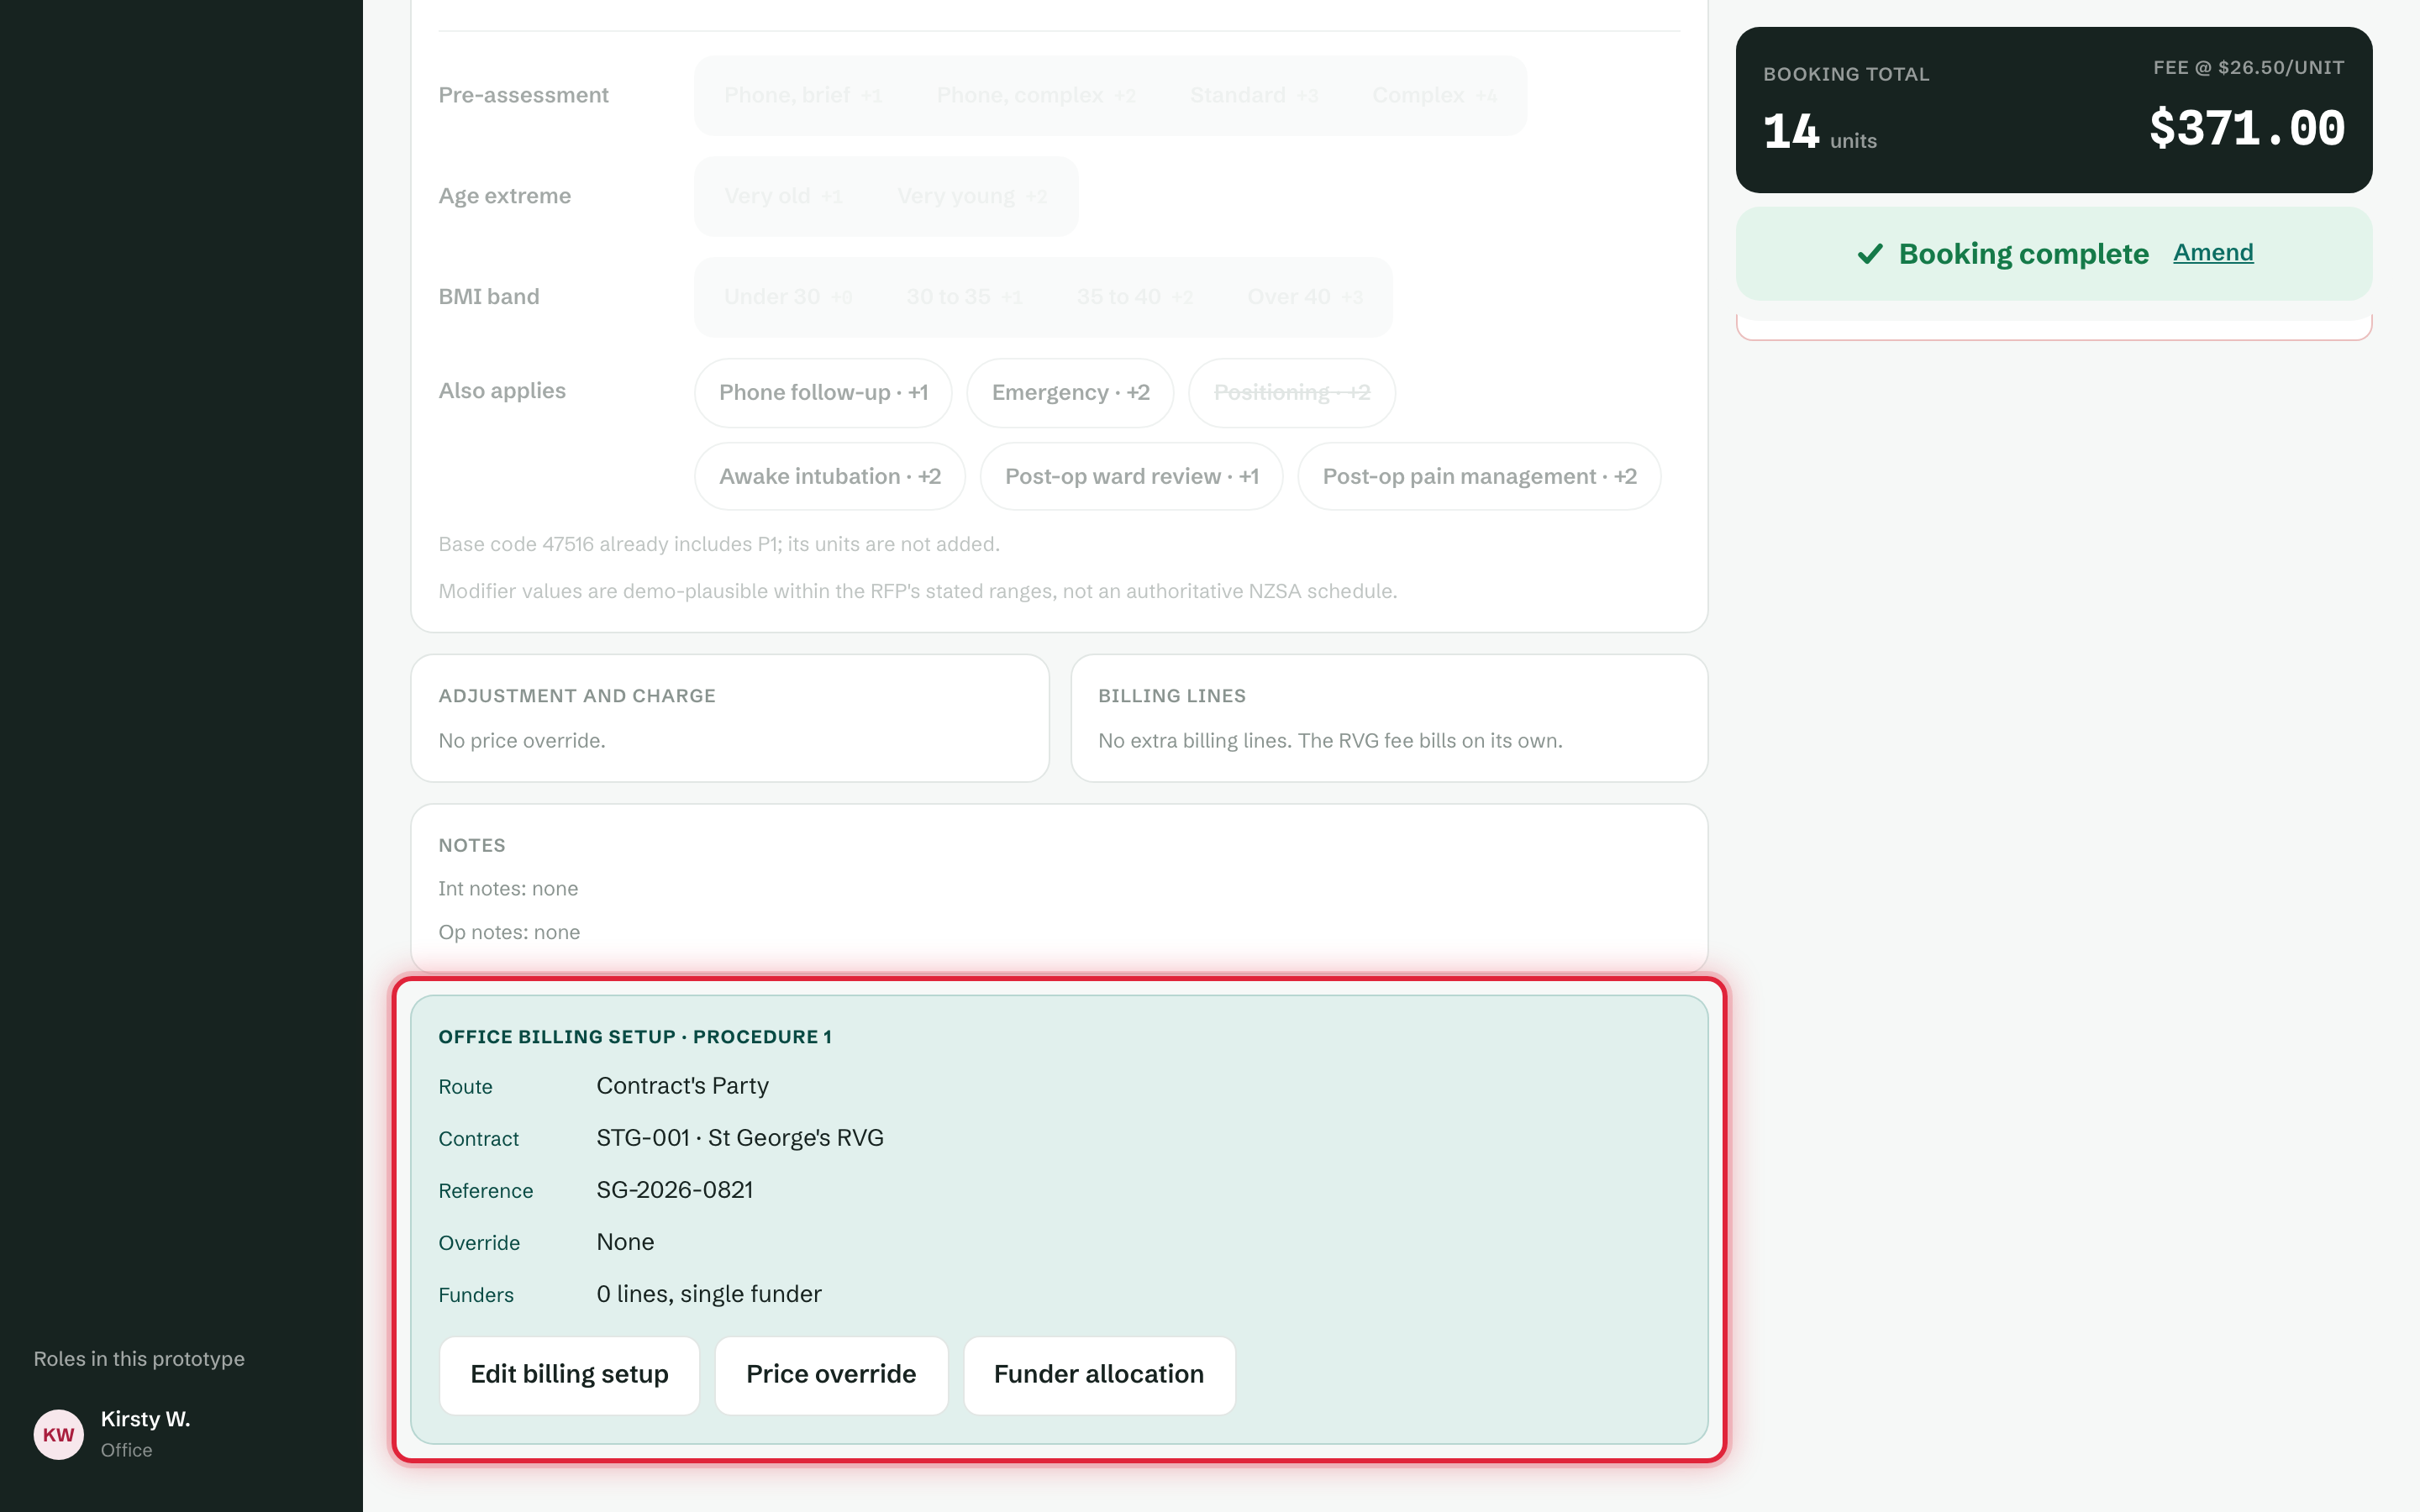 Pre-assessment
Phone, brief +1 Phone, complex +2 Standard +3 Complex +4
Age extreme
Very old +1 Very young +2
BMI band
Under 30 +0 30 to 35 +1 35 to 40 +2 Over 40 +3
Also applies
Phone follow-up · +1 Emergency · +2 Positioning · +2
Awake intubation · +2 Post-op ward review · +1 Post-op pain management · +2
Base code 47516 already includes P1; its units are not added.
Modifier values are demo-plausible within the RFP's stated ranges, not an authoritative NZSA schedule.
ADJUSTMENT AND CHARGE
No price override.
BILLING LINES
No extra billing lines. The RVG fee bills on its own.
NOTES
Int notes: none
Op notes: none
OFFICE BILLING SETUP · PROCEDURE 1
Route Contract's Party
Contract STG-001 · St George's RVG
Reference SG-2026-0821
Override None
Funders 0 lines, single funder
Edit billing setup Price override Funder allocation
BOOKING TOTAL
14 units
FEE @ $26.50/UNIT
$371.00
Booking complete Amend
Roles in this prototype
KW
Kirsty W.
Office